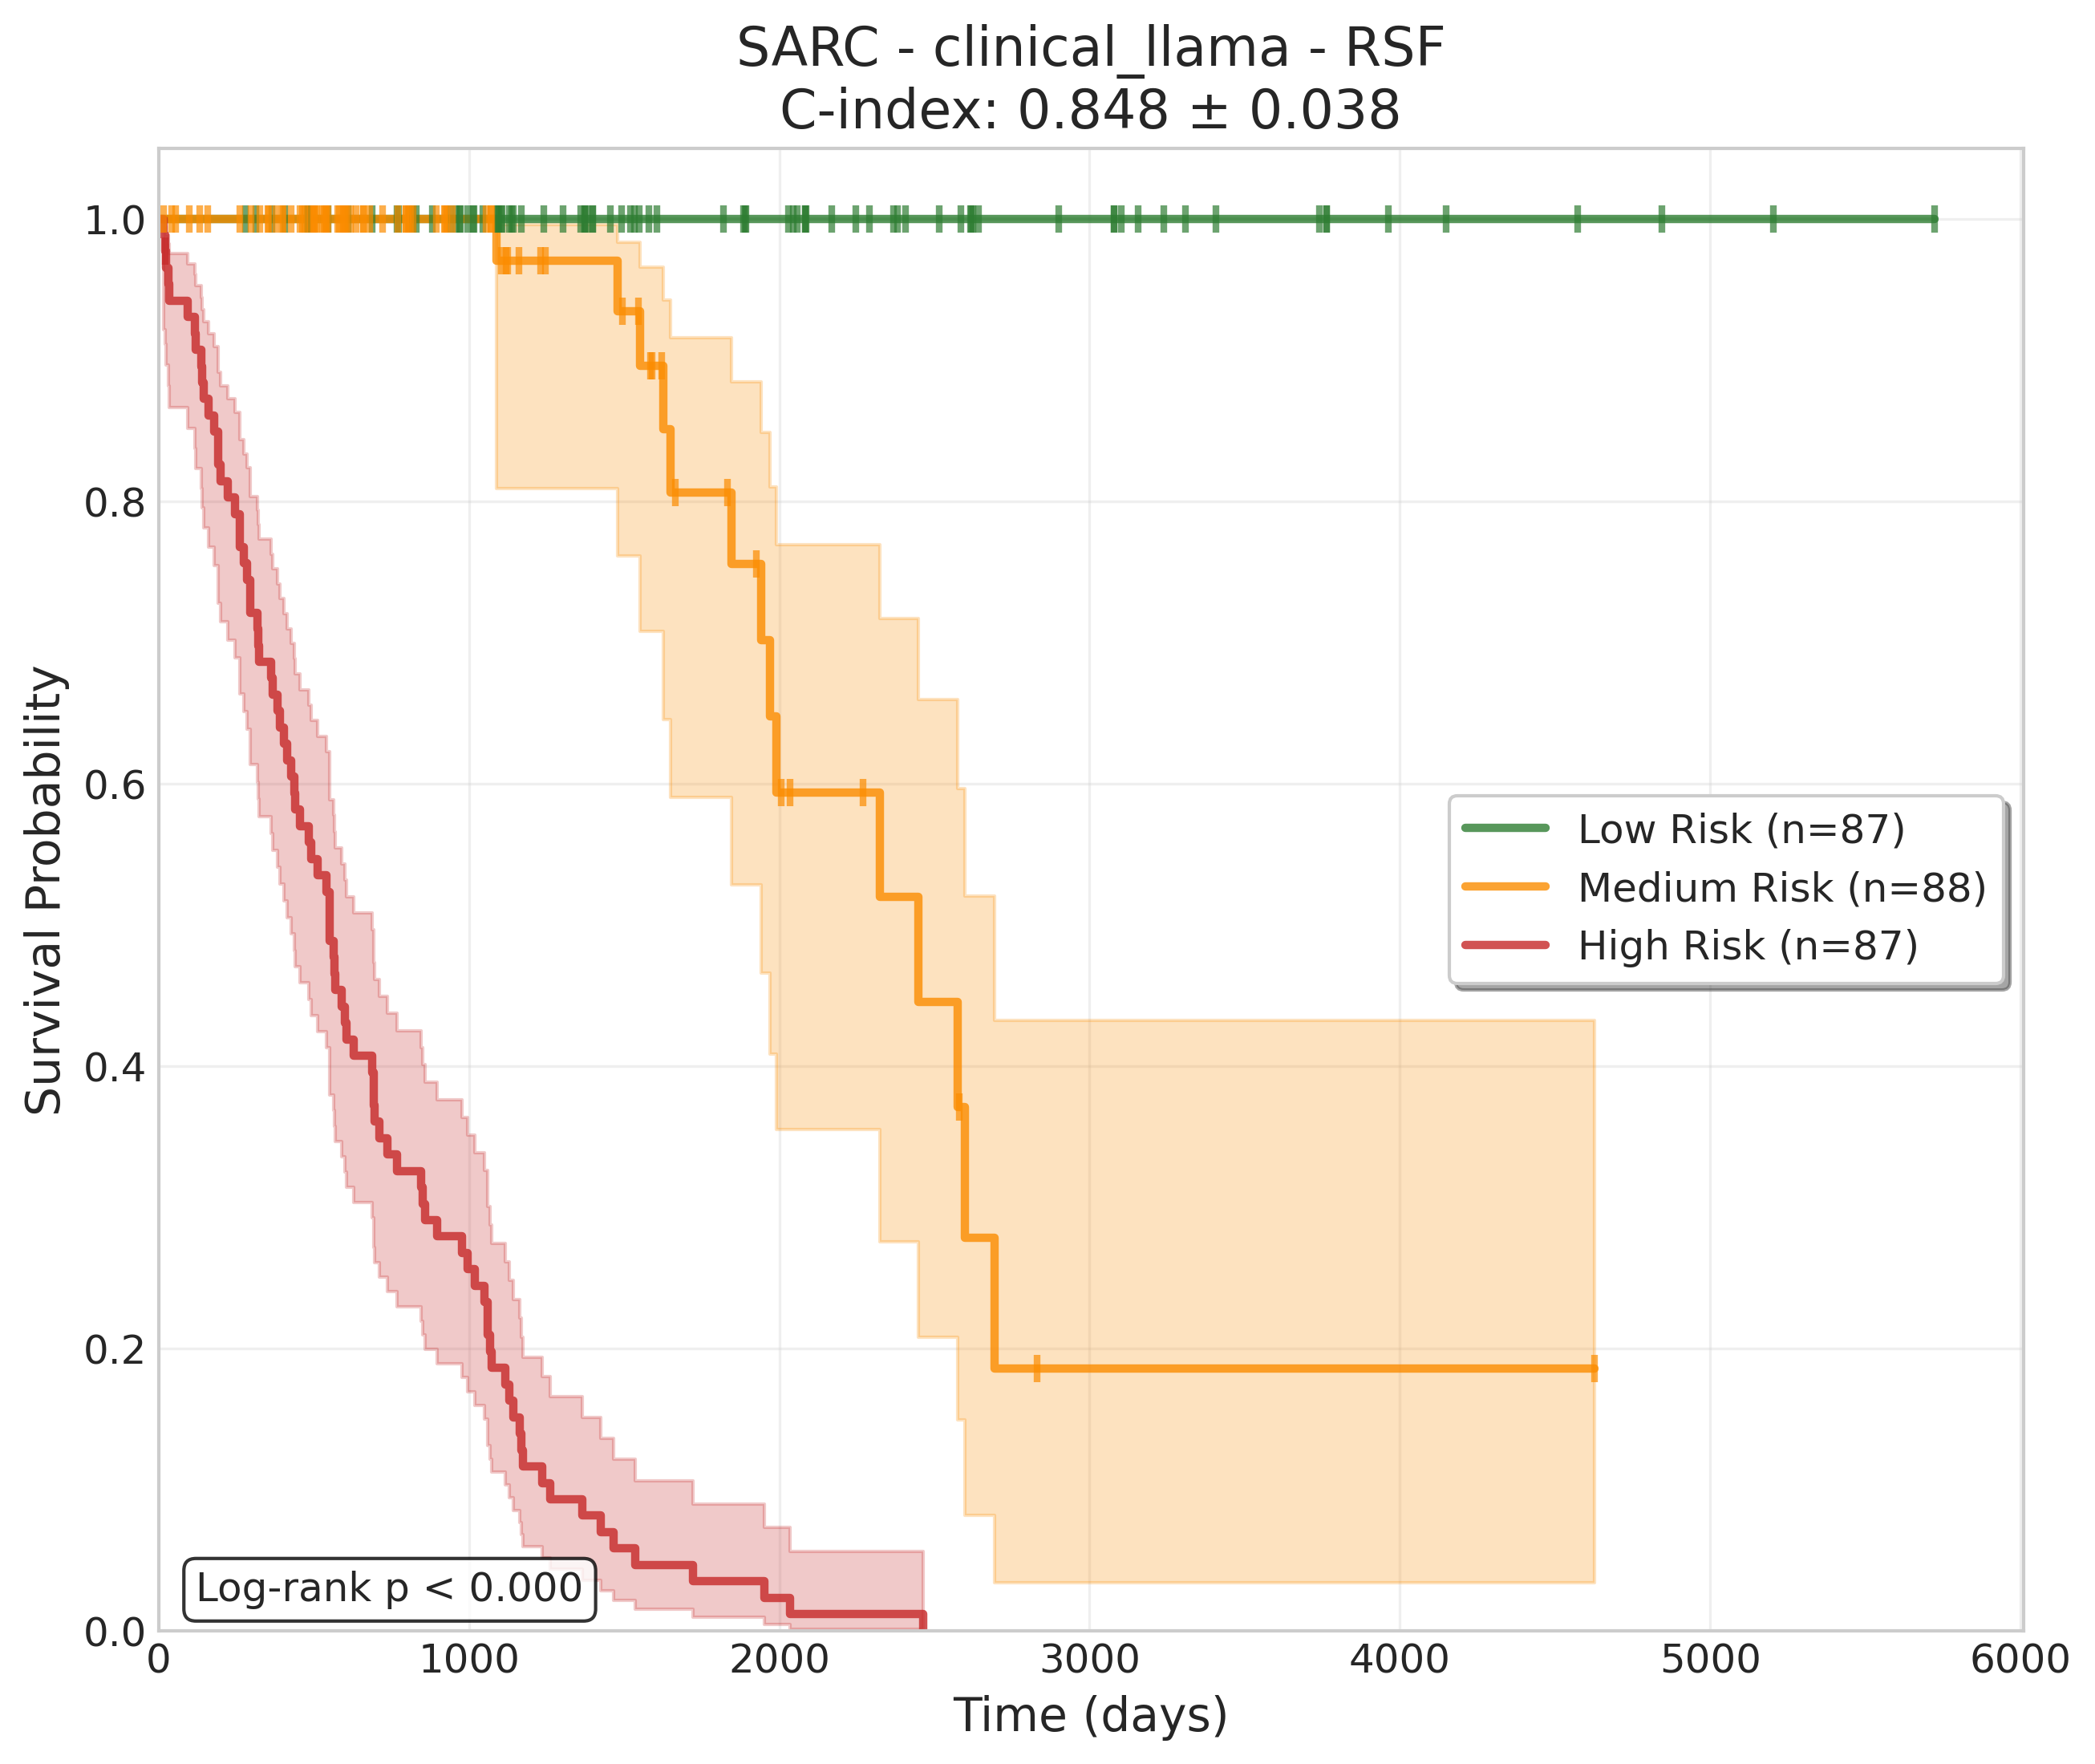 SARC - clinical_llama - RSF
C-index: 0.848 ± 0.038
Survival Probability
1.0
0.8
0.6
0.4
0.2
0.0
Low Risk (n=87)
Medium Risk (n=88)
High Risk (n=87)
Log-rank p < 0.000
0 1000 2000 3000 4000 5000 6000
Time (days)